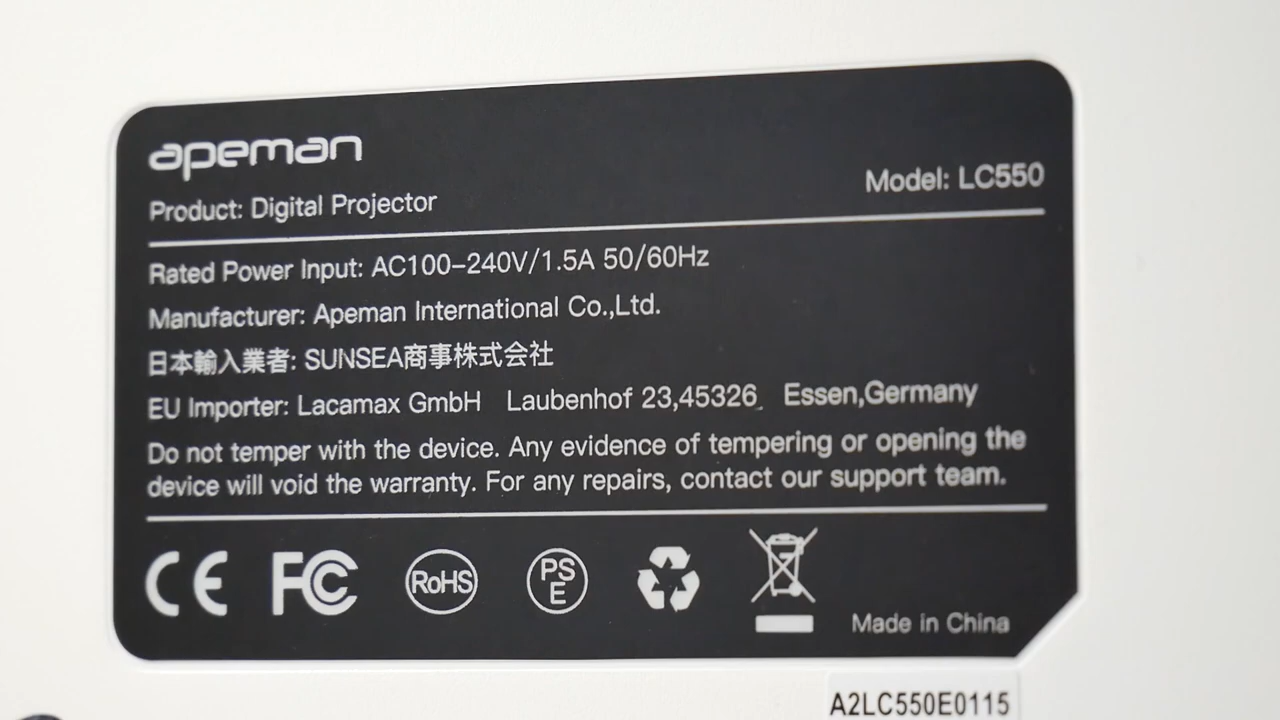 apeman
Product: Digital Projector
Model: LC550
Rated Power Input: AC100-240V/1.5A 50/60Hz
Manufacturer: Apeman International Co.,Ltd.
日本輸入業者: SUNSEA商事株式会社
EU Importer: Lacamax GmbH Laubenhof 23,45326 Essen,Germany
Do not temper with the device. Any evidence of tempering or opening the
device will void the warranty. For any repairs, contact our support team.
CE FC RoHS PS E
Made in China
A2LC550E0115